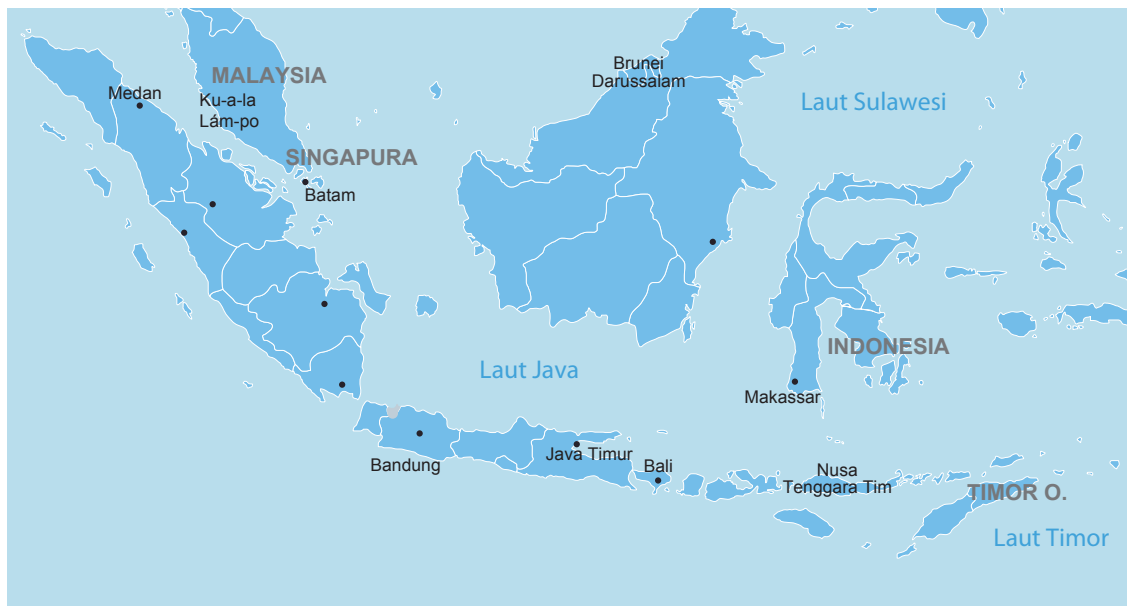 Brunei
Darussalam
MALAYSIA
Medan
Ku-a-la
Lám-po
Laut Sulawesi
SINGAPURA
Batam
INDONESIA
Laut Java
Makassar
Java Timur
Bandung
Bali
Nusa
Tenggara Tim
TIMOR O.
Laut Timor